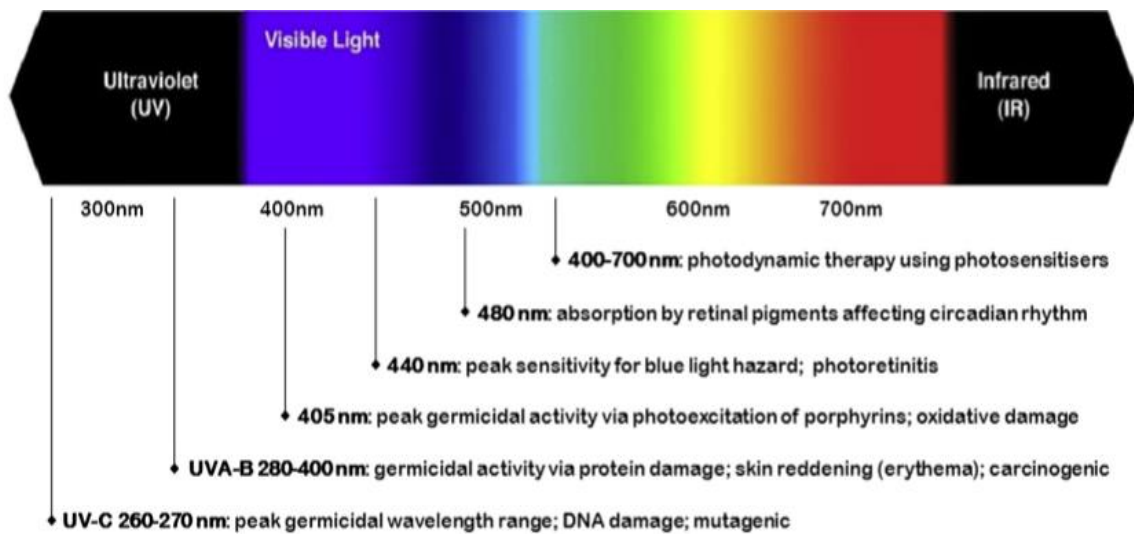 Visible Light
Ultraviolet
(UV)
Infrared
(IR)
300nm 400nm 500nm 600nm 700nm
400-700 nm: photodynamic therapy using photosensitisers
480 nm: absorption by retinal pigments affecting circadian rhythm
440 nm: peak sensitivity for blue light hazard; photoretinitis
405 nm: peak germicidal activity via photoexcitation of porphyrins; oxidative damage
UVA-B 280-400nm: germicidal activity via protein damage; skin reddening (erythema); carcinogenic
UV-C 260-270 nm: peak germicidal wavelength range; DNA damage; mutagenic